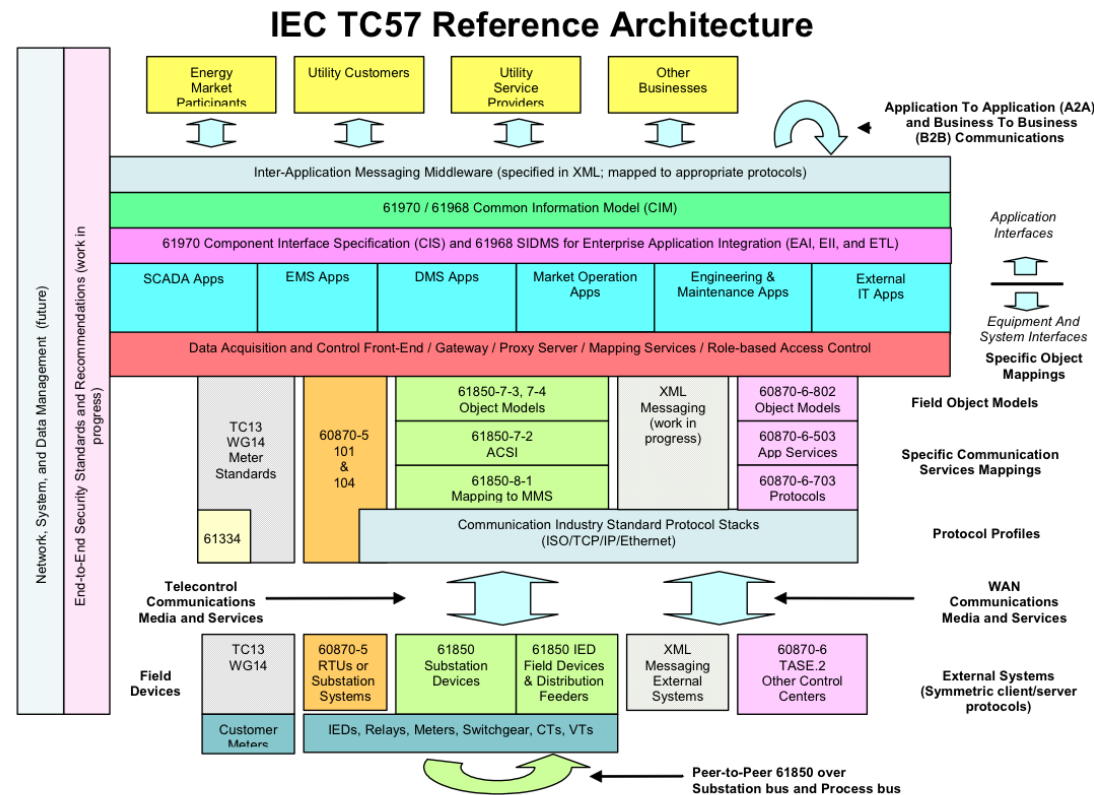 IEC TC57 Reference Architecture
Energy
Market
Participants
Utility Customers
Utility
Service
Providers
Other
Businesses
Application To Application (A2A)
and Business To Business
(B2B) Communications
Inter-Application Messaging Middleware (specified in XML; mapped to appropriate protocols)
61970 / 61968 Common Information Model (CIM)
61970 Component Interface Specification (CIS) and 61968 SIDMS for Enterprise Application Integration (EAI, EII, and ETL)
Application
Interfaces
SCADA Apps
EMS Apps
DMS Apps
Market Operation
Apps
Engineering &
Maintenance Apps
External
IT Apps
Equipment And
System Interfaces
Data Acquisition and Control Front-End / Gateway / Proxy Server / Mapping Services / Role-based Access Control
Specific Object
Mappings
Network, System, and Data Management (future)
End-to-End Security Standards and Recommendations (work in
progress)
TC13
WG14
Meter
Standards
61334
60870-5
101
&
104
61850-7-3, 7-4
Object Models
61850-7-2
ACSI
61850-8-1
Mapping to MMS
XML
Messaging
(work in
progress)
60870-6-802
Object Models
60870-6-503
App Services
60870-6-703
Protocols
Field Object Models
Specific Communication
Services Mappings
Communication Industry Standard Protocol Stacks
(ISO/TCP/IP/Ethernet)
Protocol Profiles
Telecontrol
Communications
Media and Services
WAN
Communications
Media and Services
Field
Devices
TC13
WG14
60870-5
RTUs or
Substation
Systems
61850
Substation
Devices
61850 IED
Field Devices
& Distribution
Feeders
XML
Messaging
External
Systems
60870-6
TASE.2
Other Control
Centers
External Systems
(Symmetric client/server
protocols)
Customer
Meters
IEDs, Relays, Meters, Switchgear, CTs, VTs
Peer-to-Peer 61850 over
Substation bus and Process bus